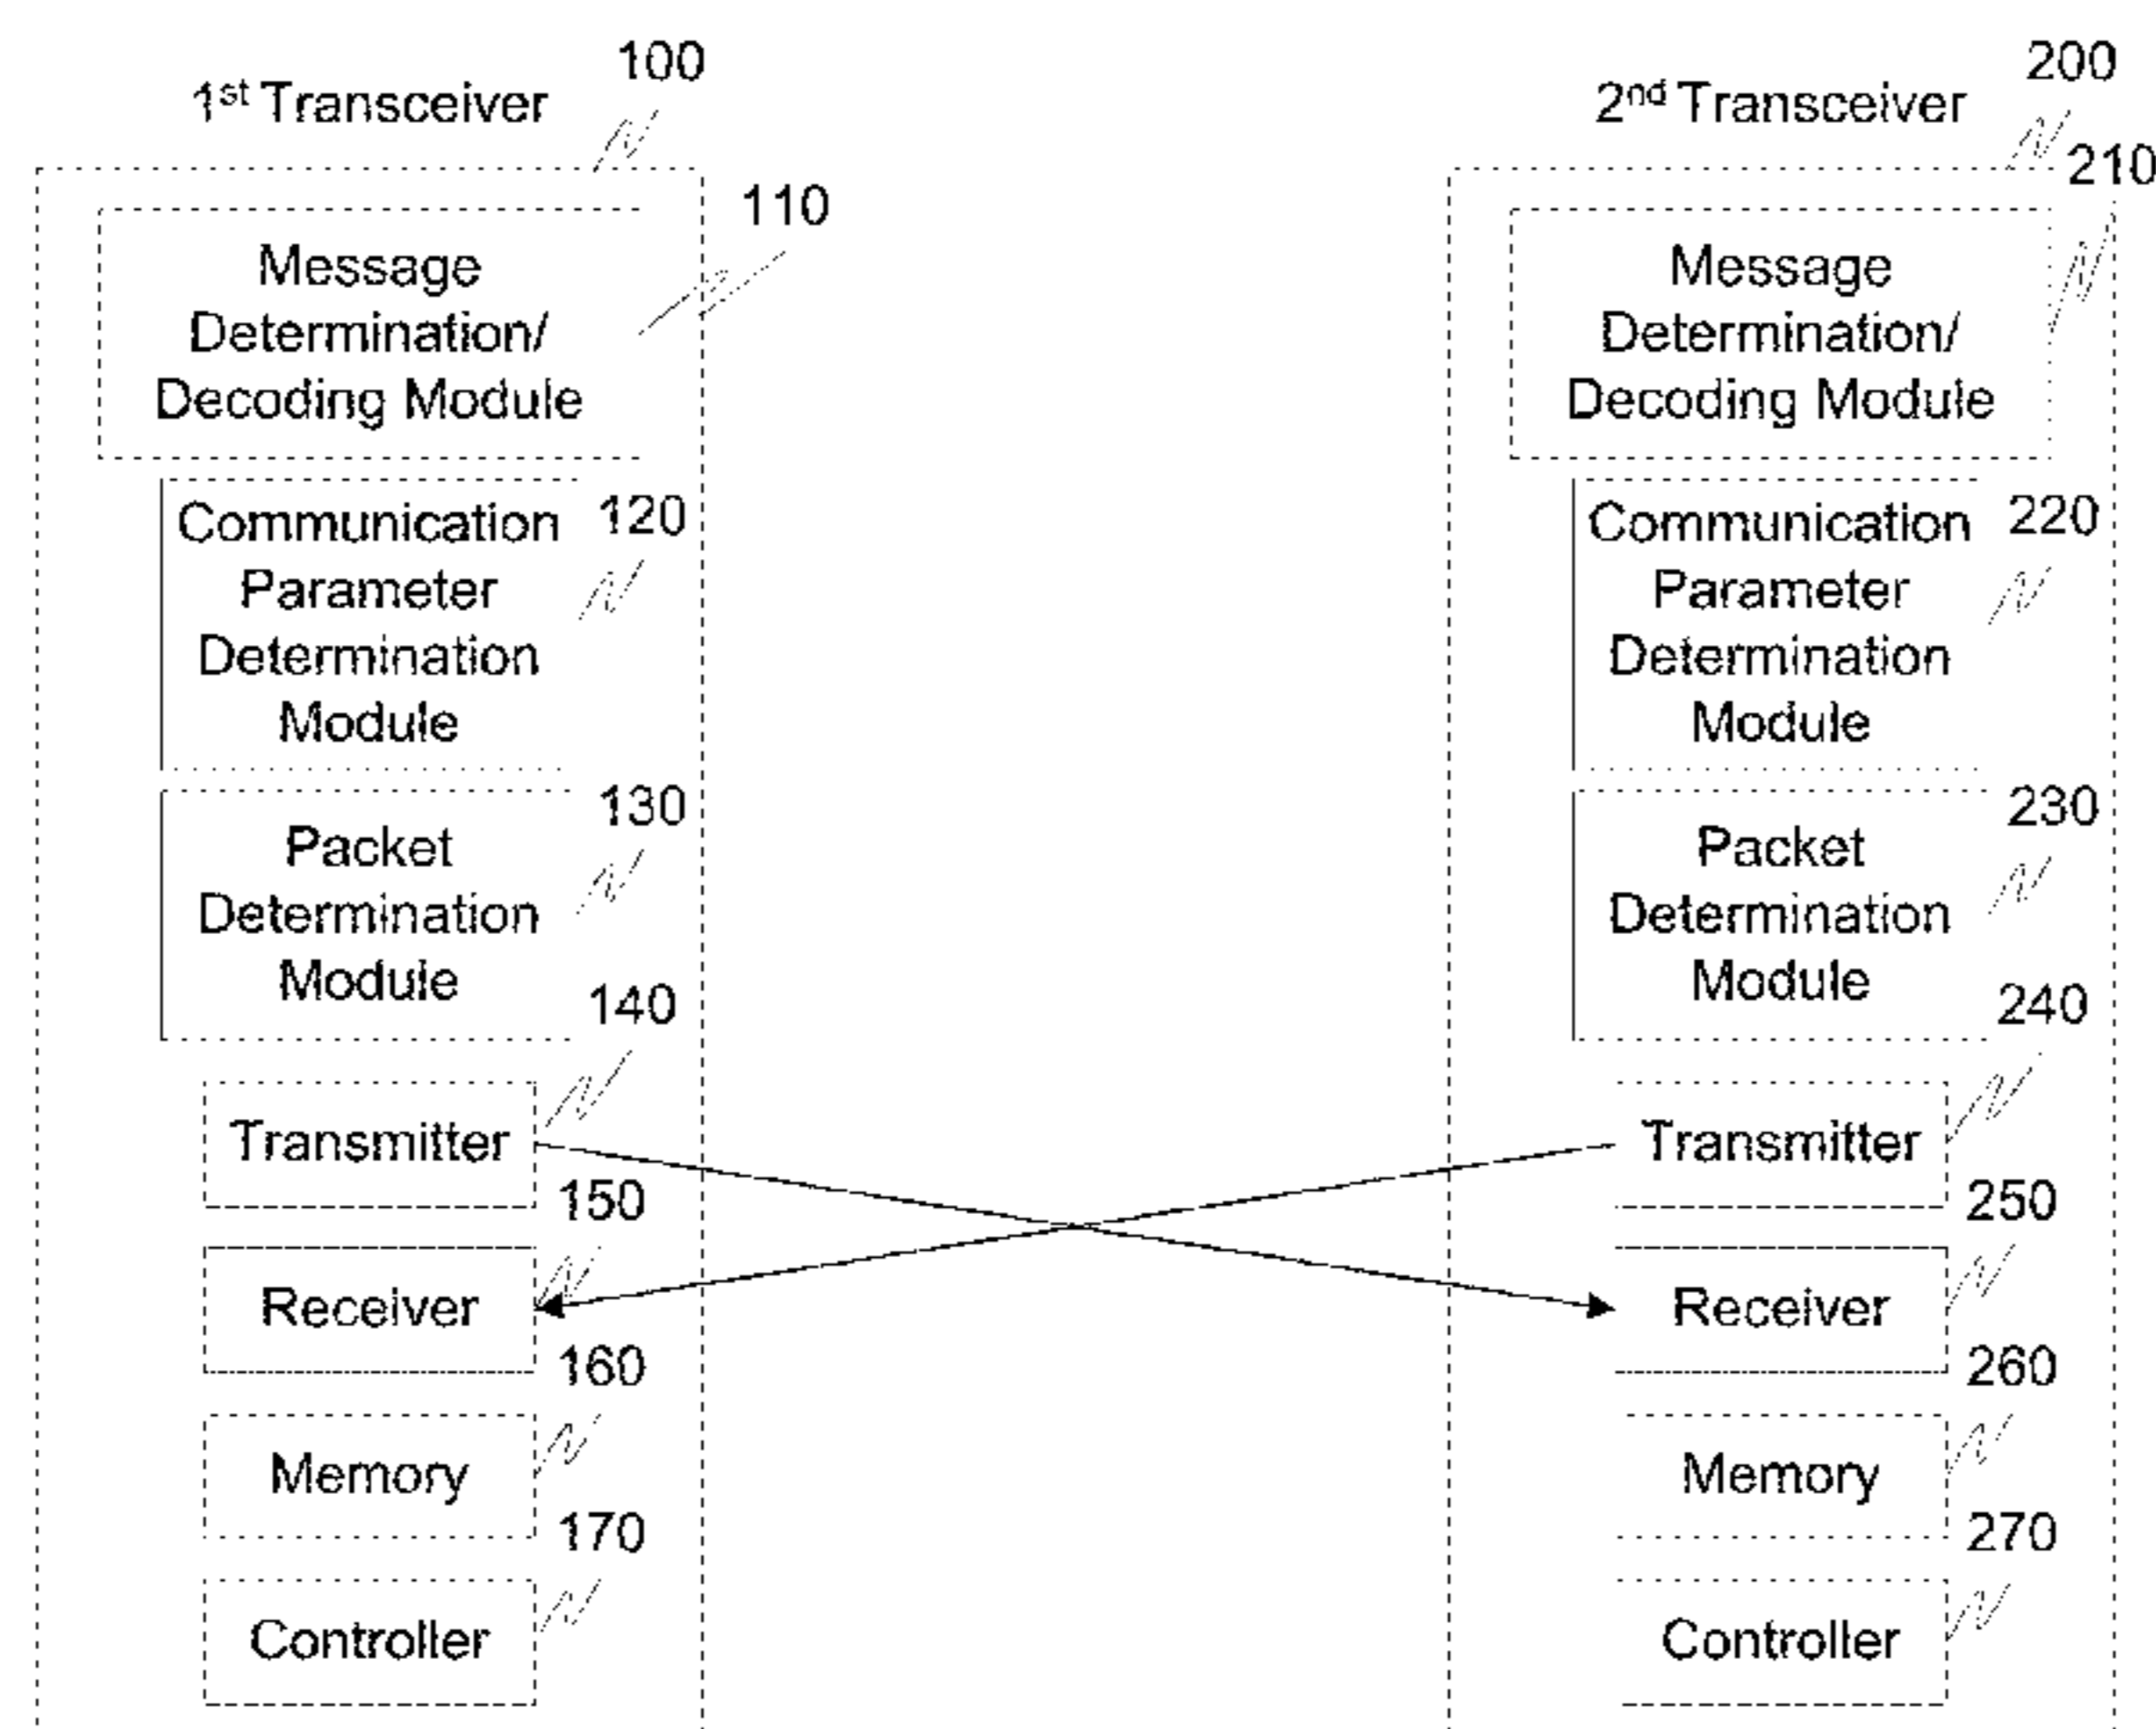 100
1st Transceiver
110
Message
Determination/
Decoding Module
Communication
120
Parameter
Determination
Module
130
Packet
Determination
Module
140
Transmitter
150
Receiver
160
Memory
170
Controller
200
2nd Transceiver
210
Message
Determination/
Decoding Module
Communication
220
Parameter
Determination
Module
230
Packet
Determination
Module
240
Transmitter
250
Receiver
260
Memory
270
Controller